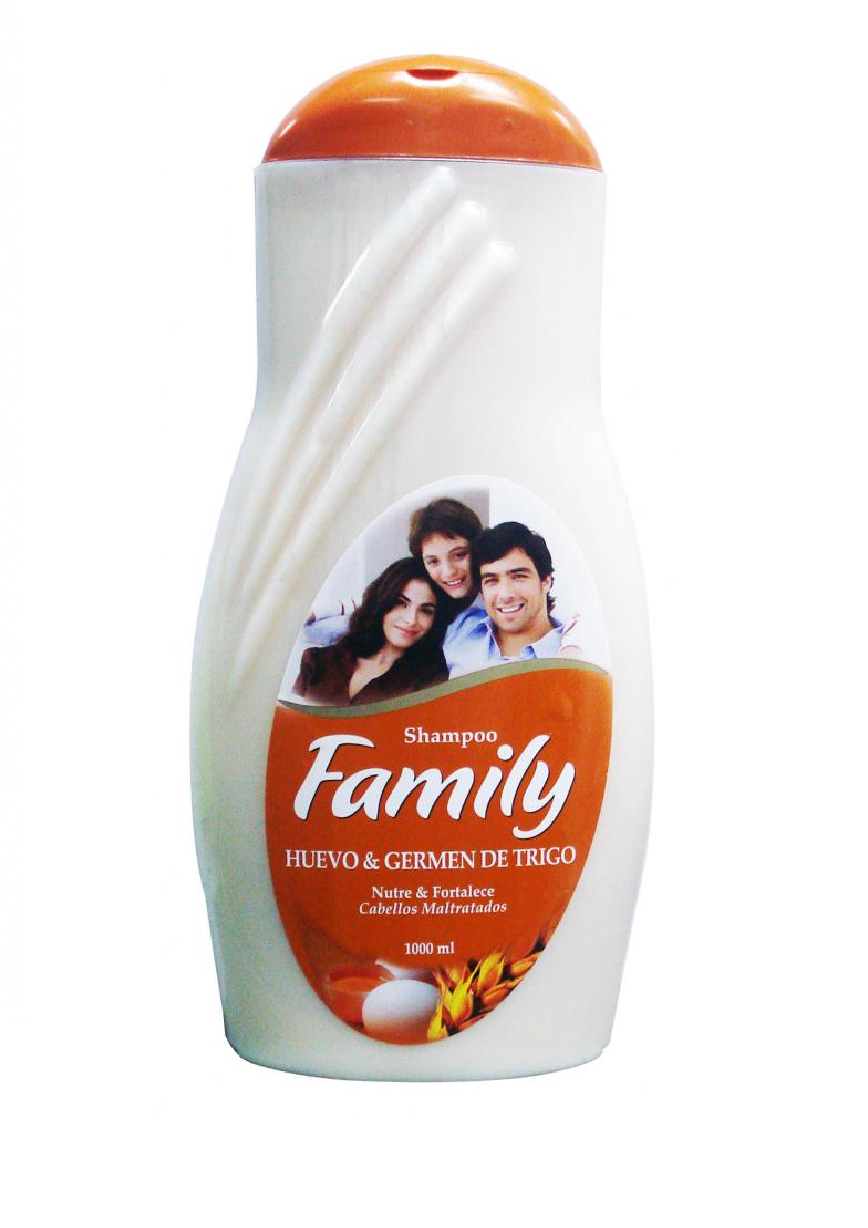 Shampoo
Family
HUEVO & GERMEN DE TRIGO
Nutre & Fortalece
Cabellos Maltratados
1000 ml